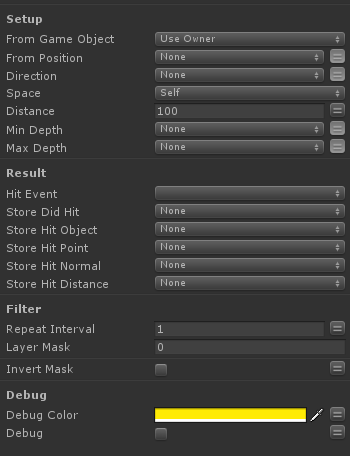 Setup
From Game Object Use Owner
From Position None
Direction None
Space Self
Distance 100
Min Depth None
Max Depth None
Result
Hit Event
Store Did Hit None
Store Hit Object None
Store Hit Point None
Store Hit Normal None
Store Hit Distance None
Filter
Repeat Interval 1
Layer Mask 0
Invert Mask
Debug
Debug Color
Debug